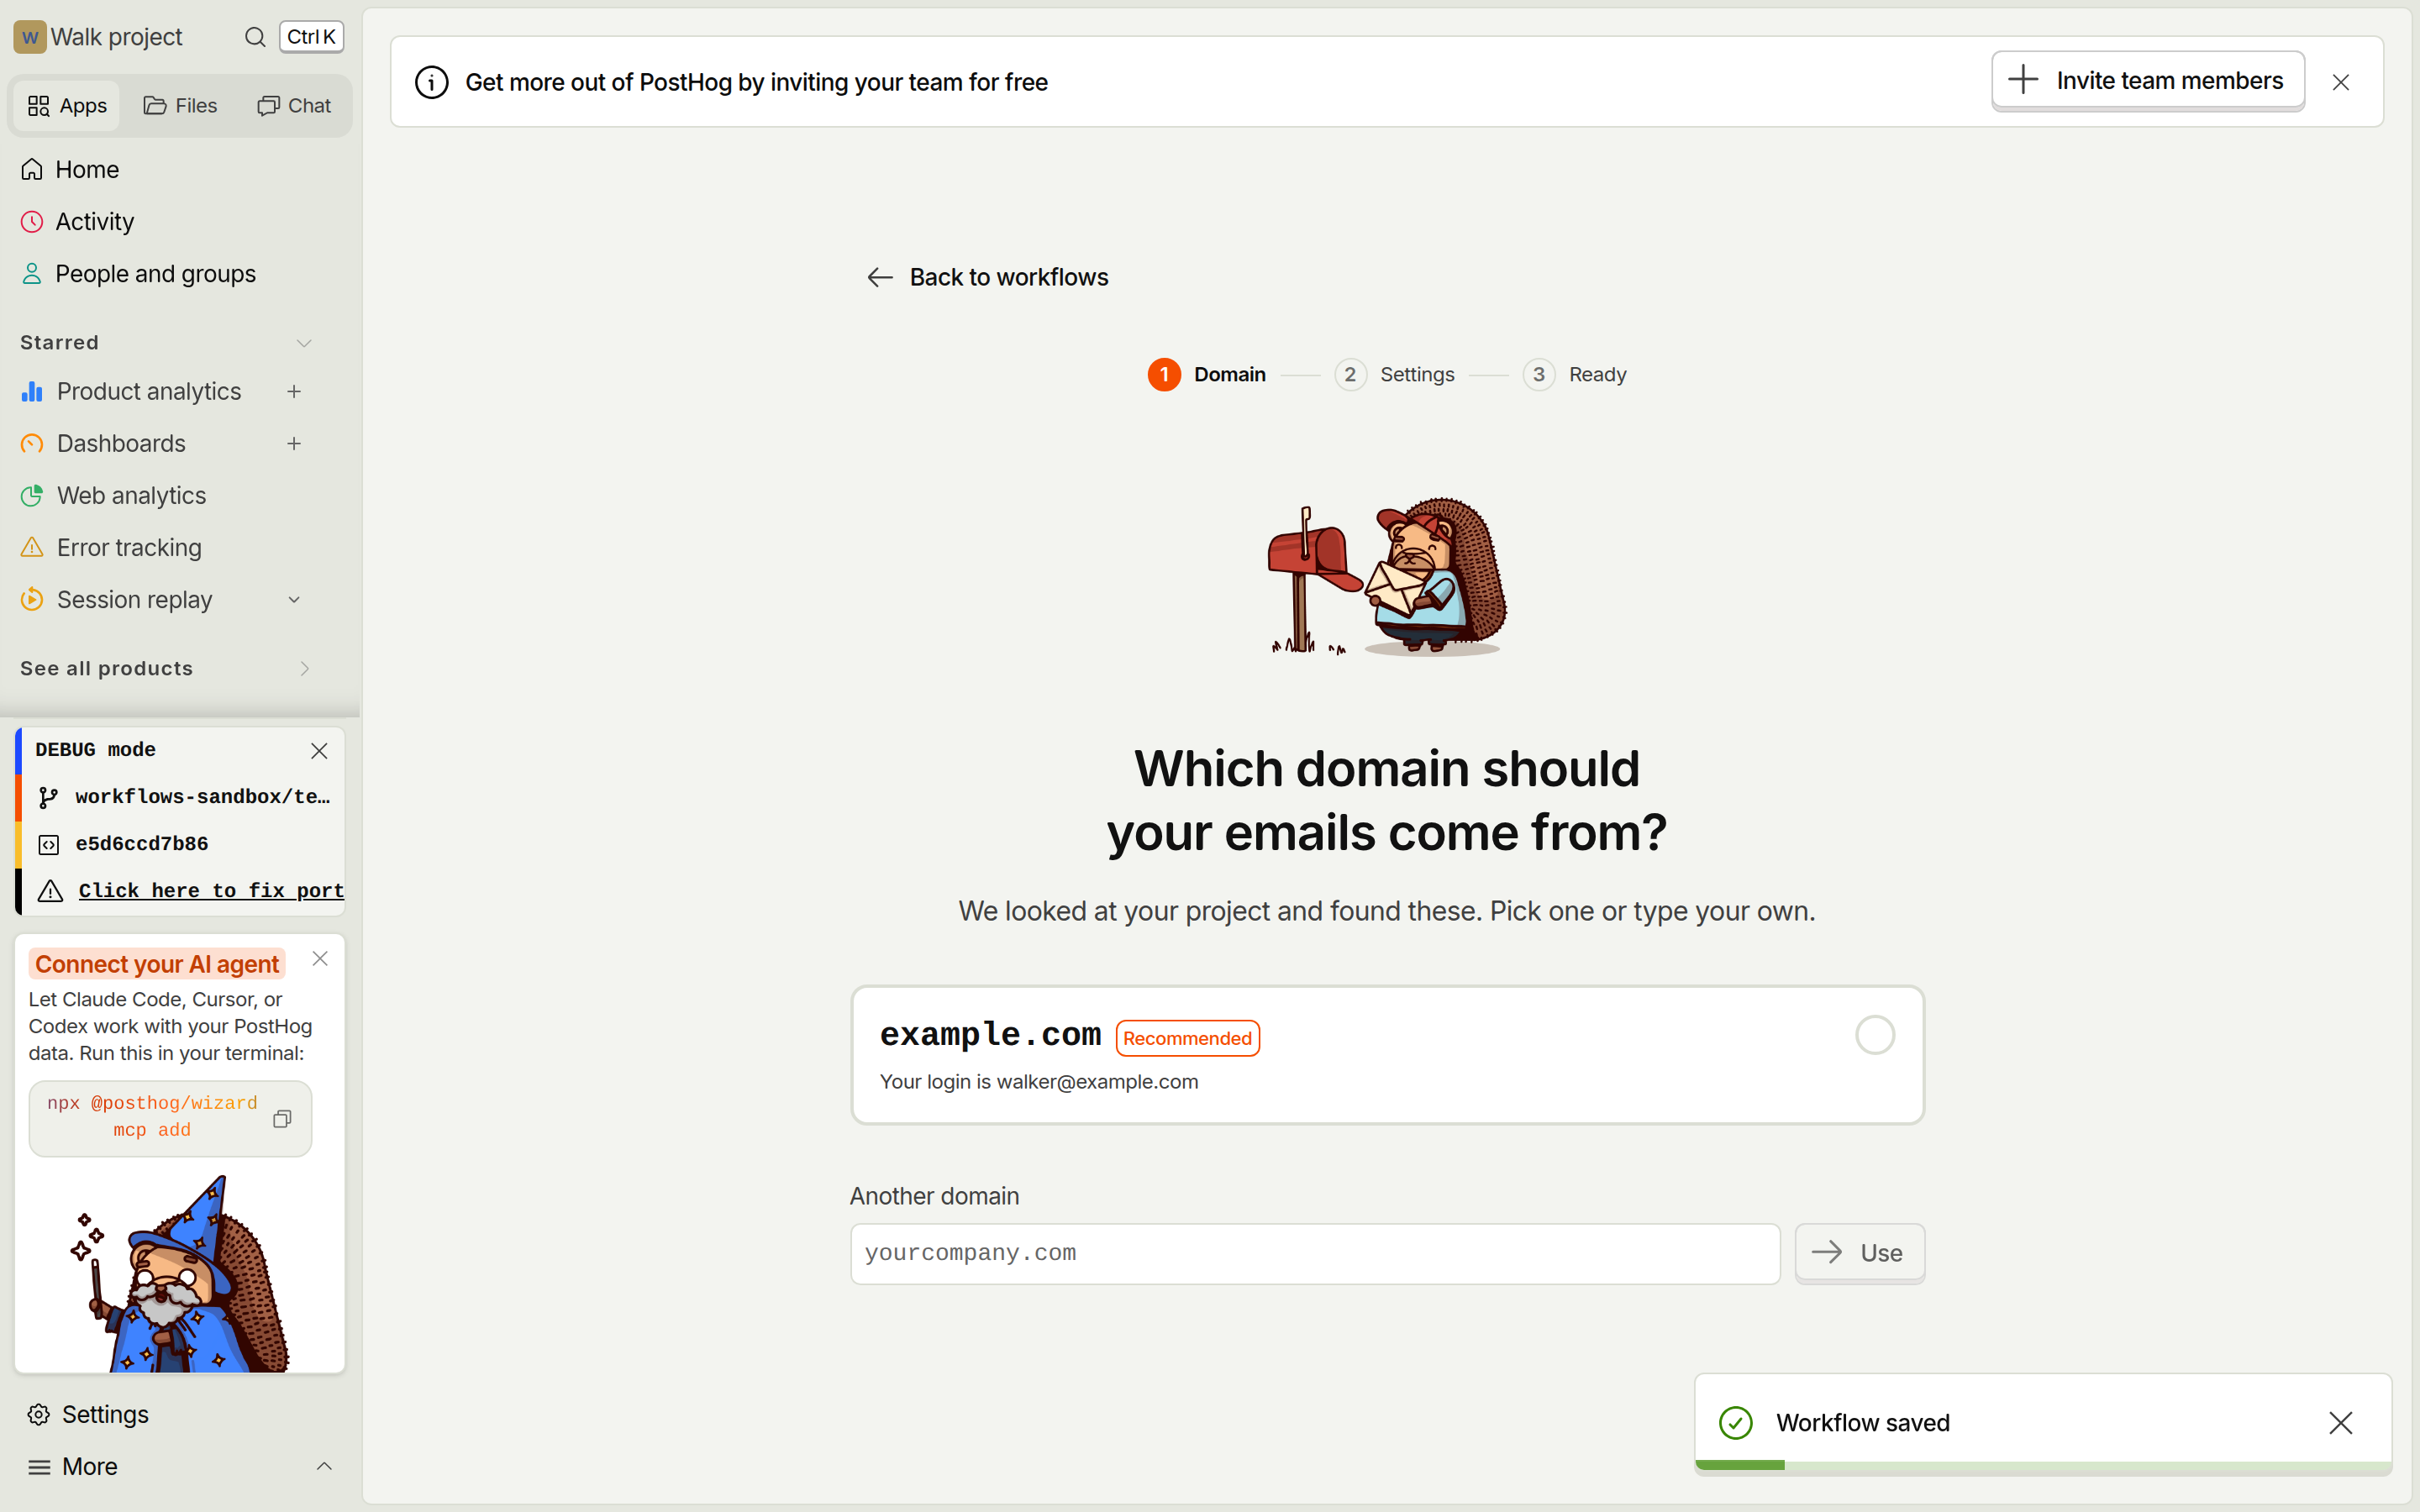 W Walk project
Ctrl K
Apps
Files
Chat
Home
Activity
People and groups
Starred
Product analytics
Dashboards
Web analytics
Error tracking
Session replay
See all products
DEBUG mode
workflows-sandbox/te…
e5d6ccd7b86
Click here to fix port
Connect your AI agent
Let Claude Code, Cursor, or
Codex work with your PostHog
data. Run this in your terminal:
npx @posthog/wizard
mcp add
Settings
More
Get more out of PostHog by inviting your team for free
Invite team members
Back to workflows
1 Domain
2 Settings
3 Ready
Which domain should
your emails come from?
We looked at your project and found these. Pick one or type your own.
example.com Recommended
Your login is walker@example.com
Another domain
yourcompany.com
Use
Workflow saved